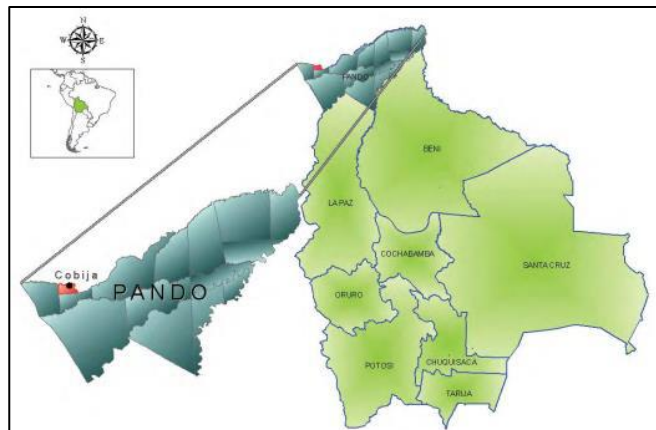 N
W E
S
PANDO
BENI
LA PAZ
COCHABAMBA
SANTA CRUZ
Cobija
PANDO
ORURO
POTOSI
CHUQUISACA
TARIJA